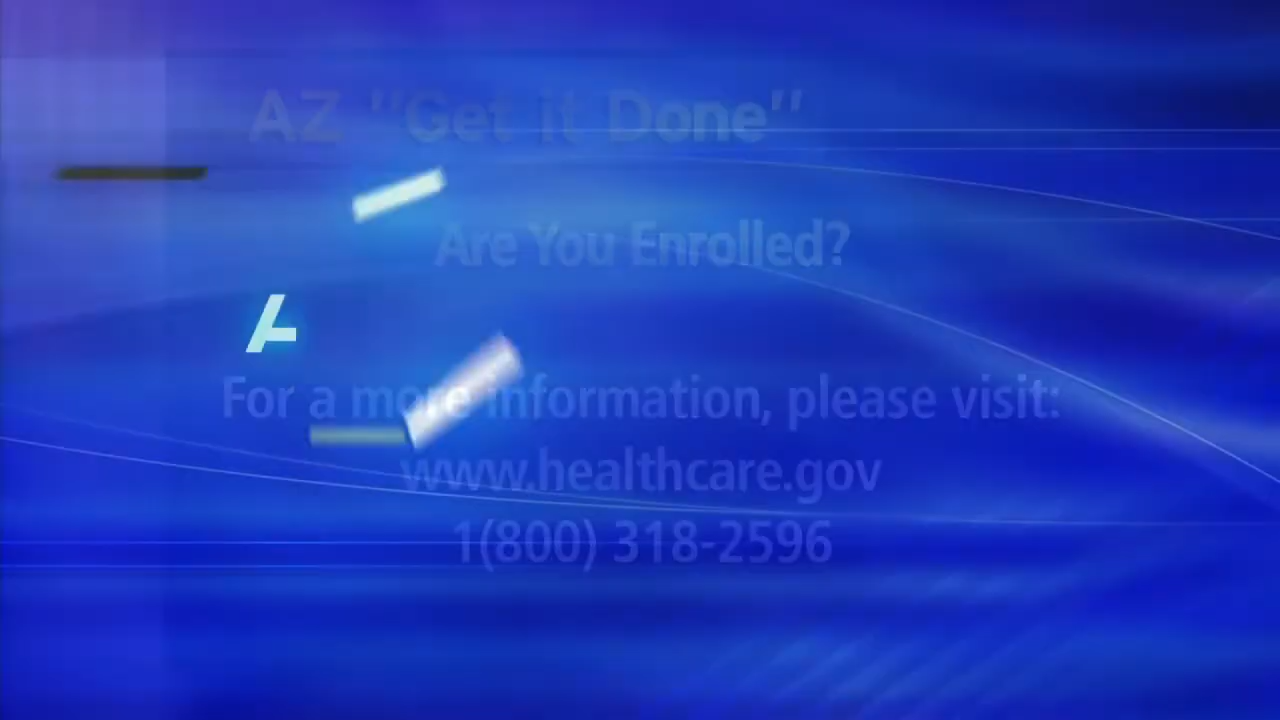 AZ "Get it Done"
Are You Enrolled?
A
For a more information, please visit:
www.healthcare.gov
1(800) 318-2596